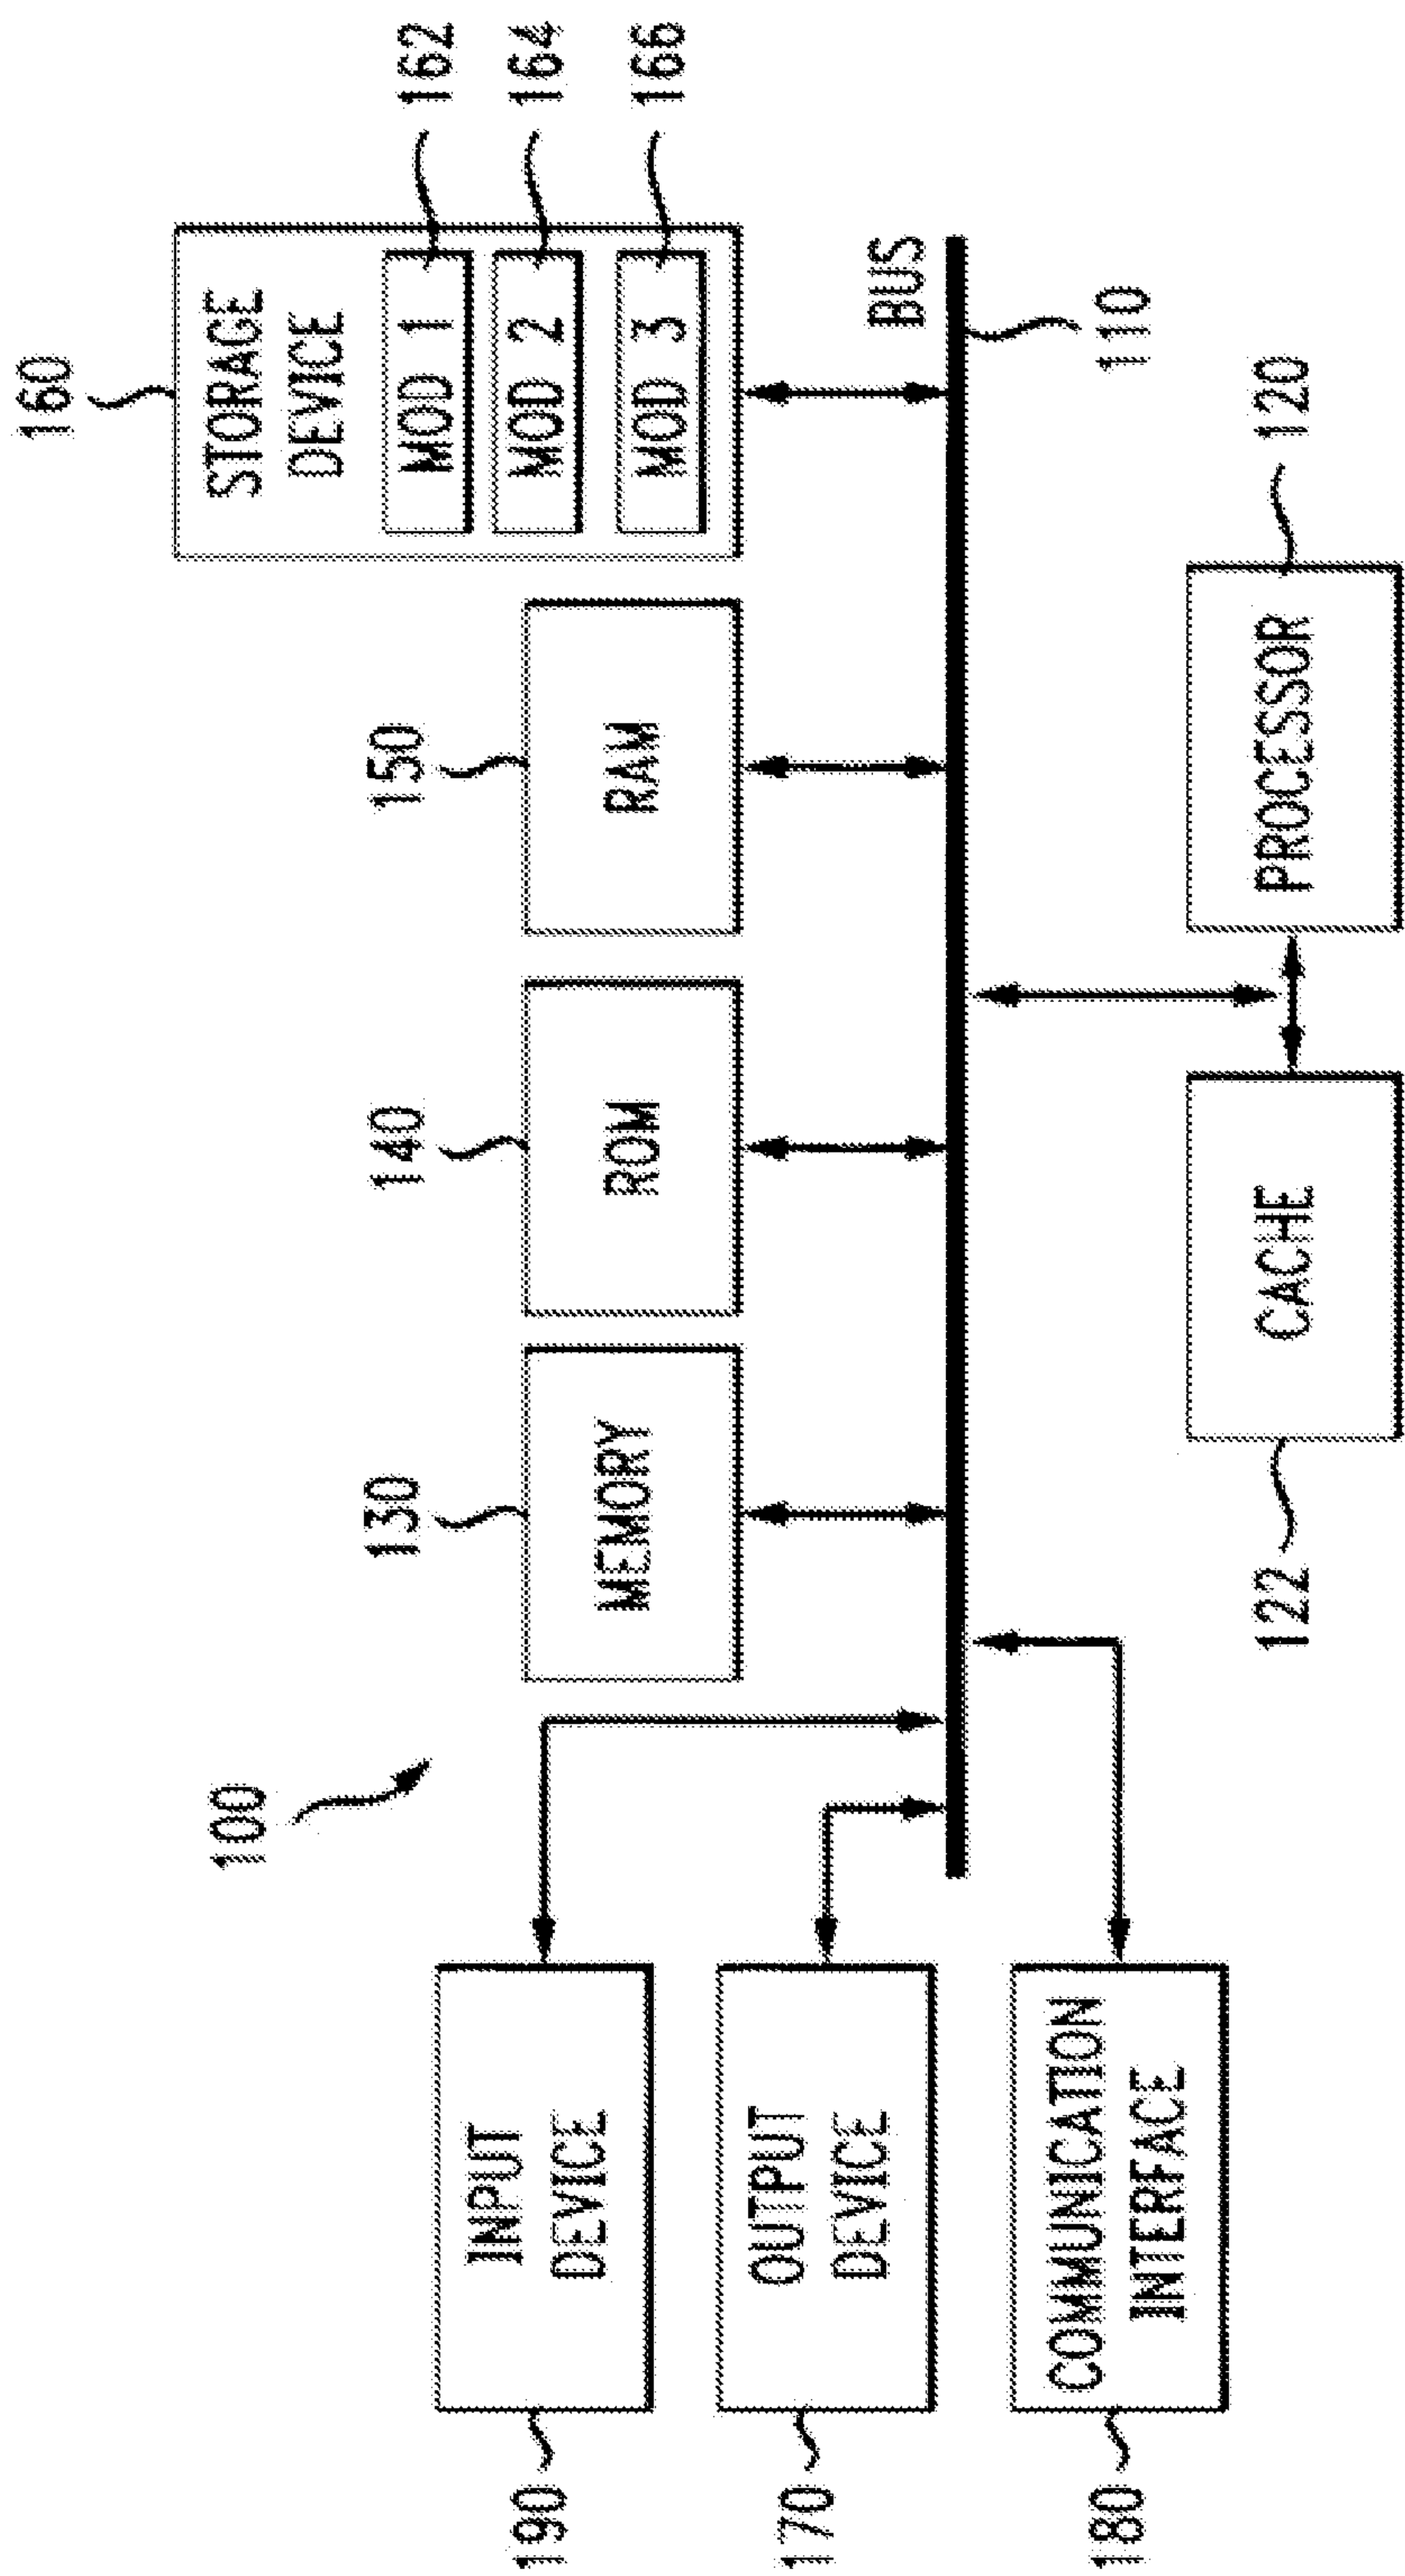 160
STORAGE
DEVICE
MOD 1
162
MOD 2
164
MOD 3
166
150
RAM
140
ROM
130
MEMORY
100
BUS
110
190
INPUT
DEVICE
170
OUTPUT
DEVICE
180
COMMUNICATION
INTERFACE
122
CACHE
PROCESSOR
120